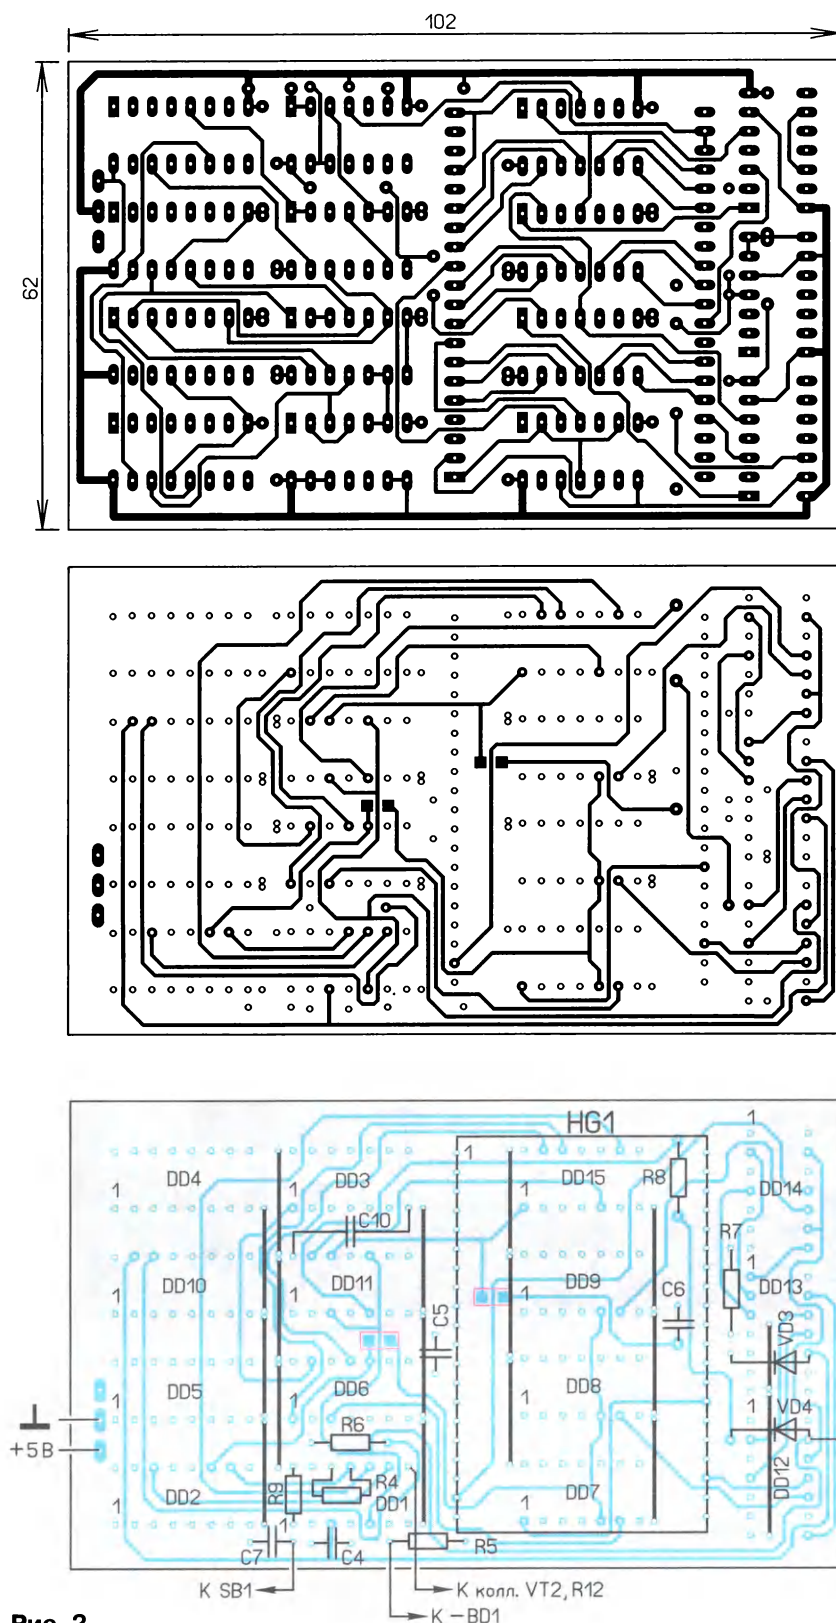 102
62
HG1
1
DD4
1
DD3
1
DD15
R8
1
DD14
C10
R7
1
DD10
1
DD11
C5
1
DD9
C6
1
DD13
VD3
1
DD5
1
DD6
1
DD8
1
VD4
+5В
R6
R4
R9
DD1
1
DD2
1
DD7
DD12
1
C7
C4
R5
К SB1
К колл. VT2, R12
К –BD1
Рис. 2